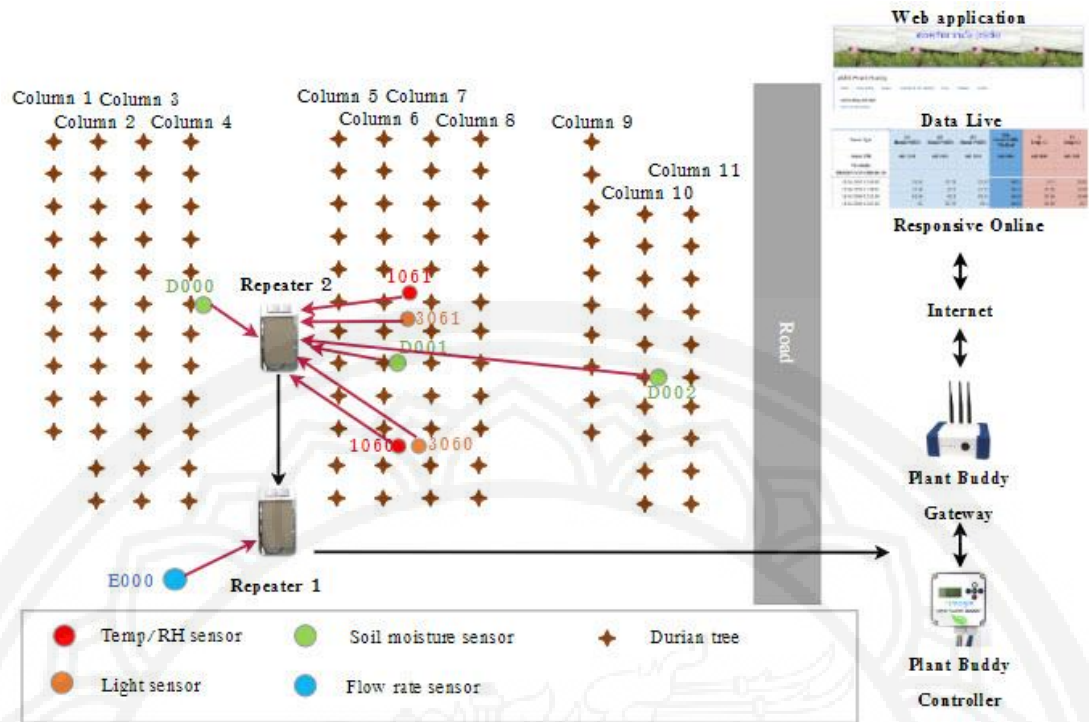 Web application
Data Live
Responsive Online
Internet
Plant Buddy
Gateway
Plant Buddy
Controller
Column 1 Column 3
Column 2 Column 4
Column 5 Column 7
Column 6 Column 8
Column 9
Column 11
Column 10
D000
Repeater 2
1061
3061
D001
D002
1060
3060
E000
Repeater 1
Road
Temp/RH sensor
Soil moisture sensor
Durian tree
Light sensor
Flow rate sensor